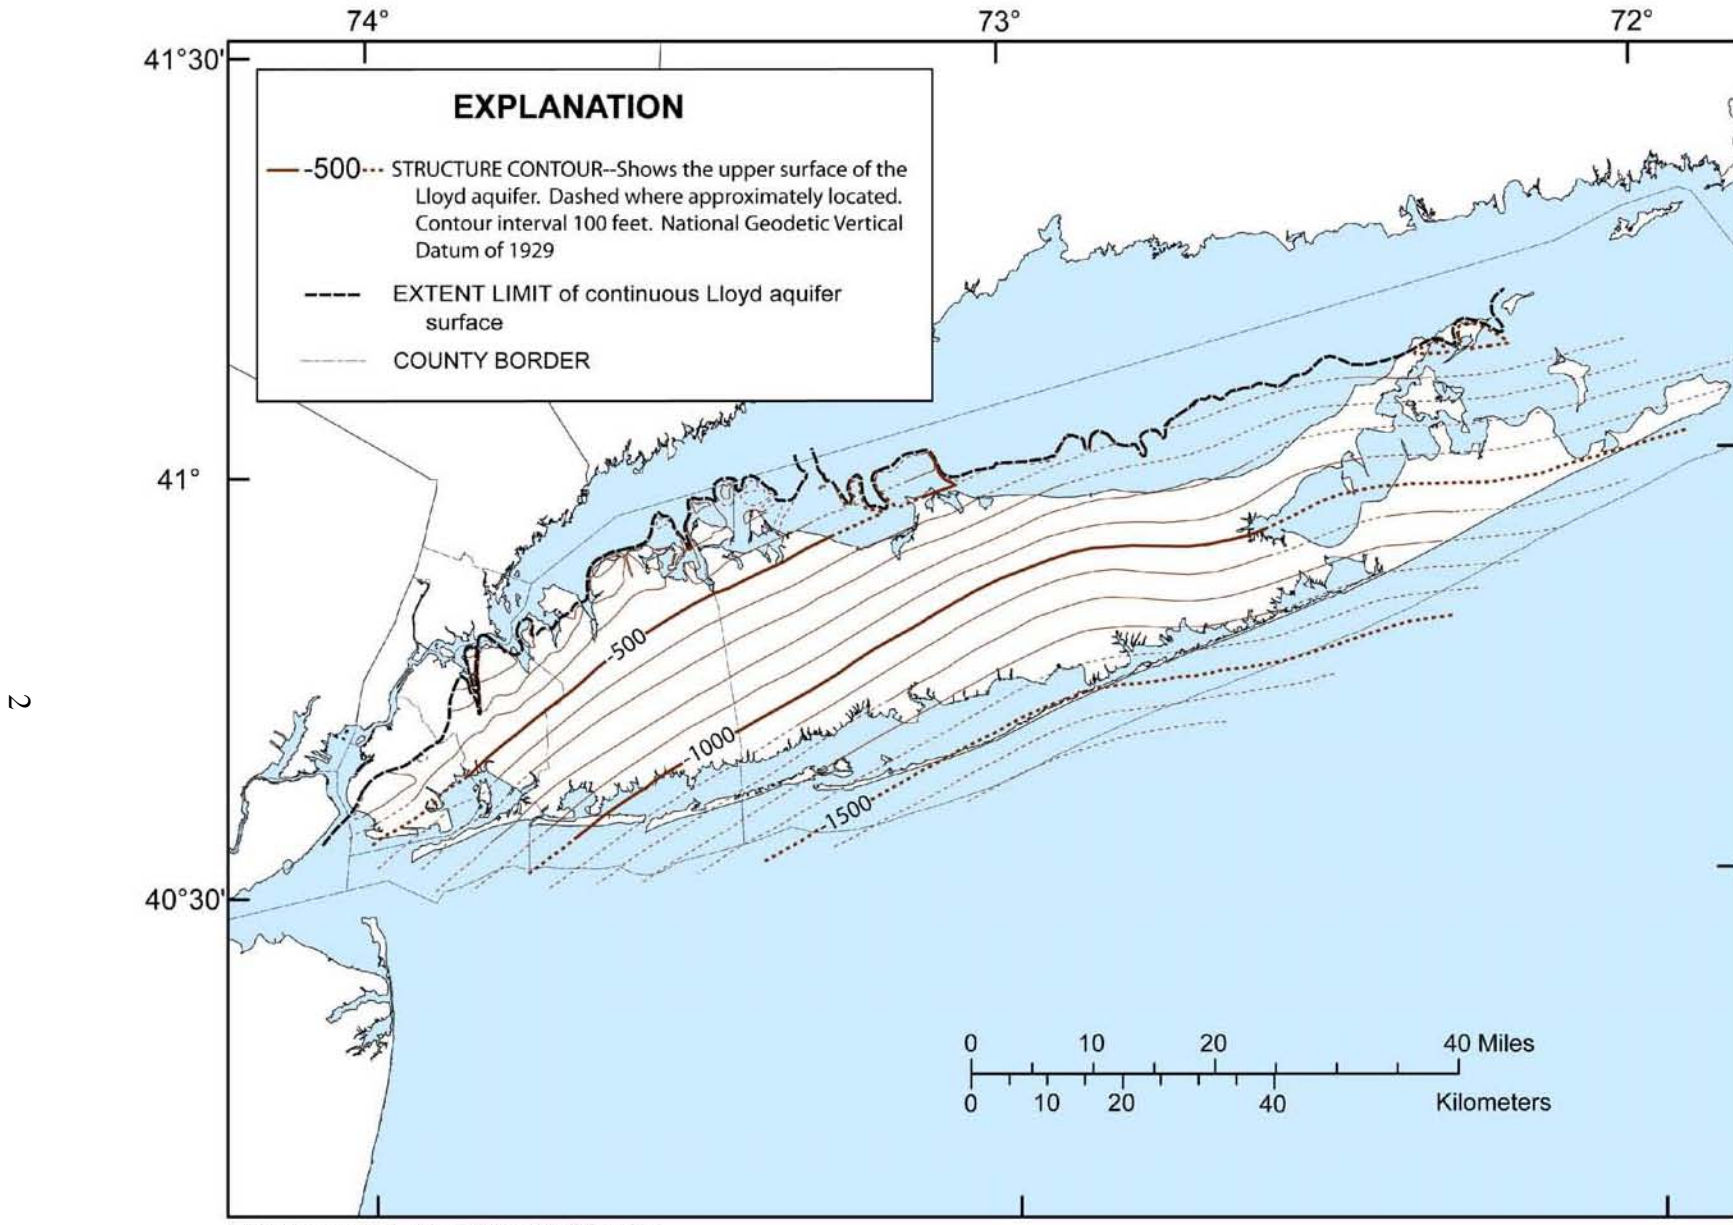 74° 73° 72°
41°30'
EXPLANATION
-500 STRUCTURE CONTOUR--Shows the upper surface of the
Lloyd aquifer. Dashed where approximately located.
Contour interval 100 feet. National Geodetic Vertical
Datum of 1929
EXTENT LIMIT of continuous Lloyd aquifer
surface
COUNTY BORDER
41°
-500
2
-1000
-1500
40°30'
0 10 20 40 Miles
0 10 20 40 Kilometers